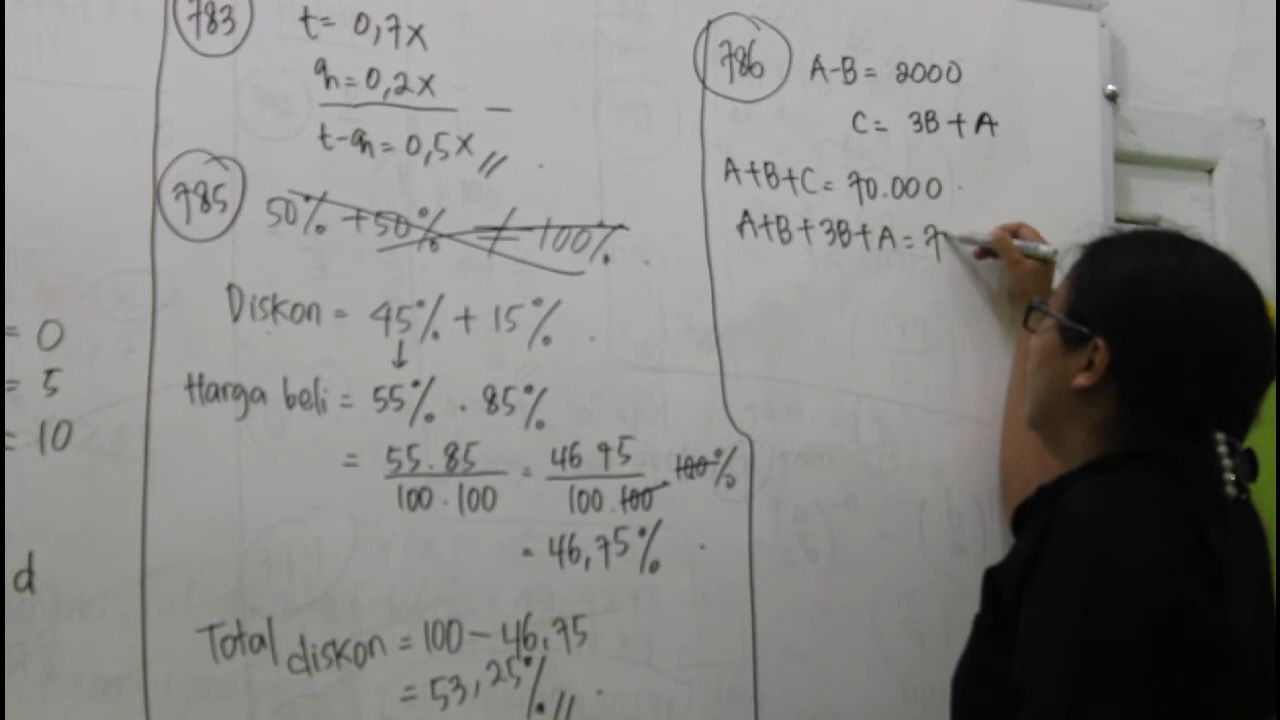 = 0
= 5
= 10
d
783
t = 0,7x
= 0,2x
= 0,5x //
785
50% + 50% ≠ 100%
Diskon = 45% + 15%
↓
Harga beli = 55% . 85%
= 55.85 / 100.100 = 4675 / 100.100 . 100%
= 46,75%
Total diskon = 100 - 46,75
= 53,25% //
786
A-B = 2000
C = 3B + A
A+B+C = 70.000
A+B+3B+A = 7